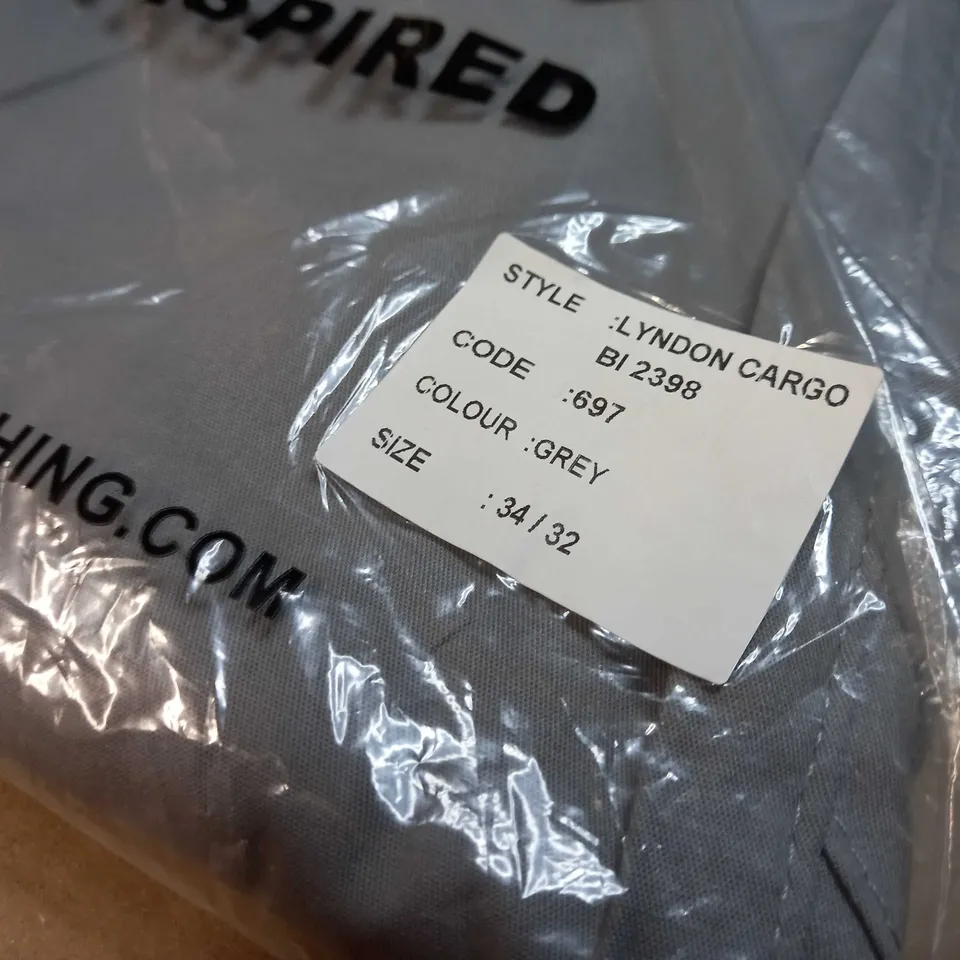 SPIRED
STYLE :LYNDON CARGO
BI 2398
CODE :697
COLOUR :GREY
SIZE : 34 / 32
HING.COM